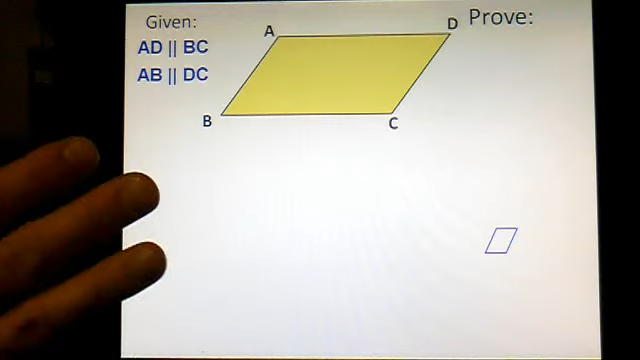 Given:
AD || BC
AB || DC
A
D
B
C
Prove: